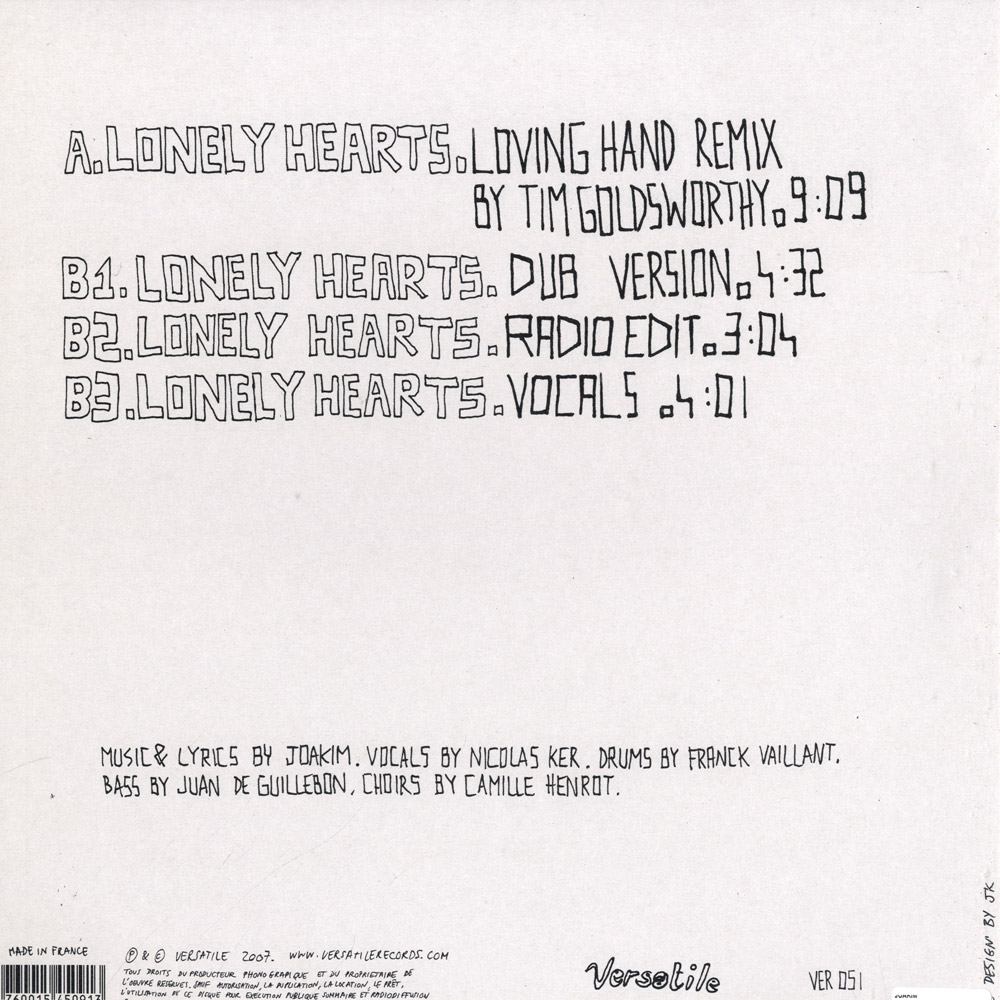 A. LONELY HEARTS. LOVING HAND REMIX
BY TIM GOLDSWORTHY. 9:09
B1. LONELY HEARTS. DUB VERSION. 4:32
B2. LONELY HEARTS. RADIO EDIT. 3:04
B3. LONELY HEARTS. VOCALS . 4:01
MUSIC & LYRICS BY JOAKIM. VOCALS BY NICOLAS KER. DRUMS BY FRANCK VAILLANT.
BASS BY JUAN DE GUILLEBON, CHOIRS BY CAMILLE HENROT.
DESIGN BY JK
MADE IN FRANCE
℗ & © VERSATILE 2007. WWW.VERSATILERECORDS.COM
TOUS DROITS DU PRODUCTEUR PHONOGRAPIQUE ET DU PROPRIETAIRE DE
L'OEUVRE RESERVES. SAUF AUTORISATION, LA DUPLICATION, LA LOCATION, LE PRÊT,
L'UTILISATION DE CE DISQUE POUR EXECUTION PUBLIQUE SOMMAIRE ET RADIODIFFUSION
Versatile
VER 051